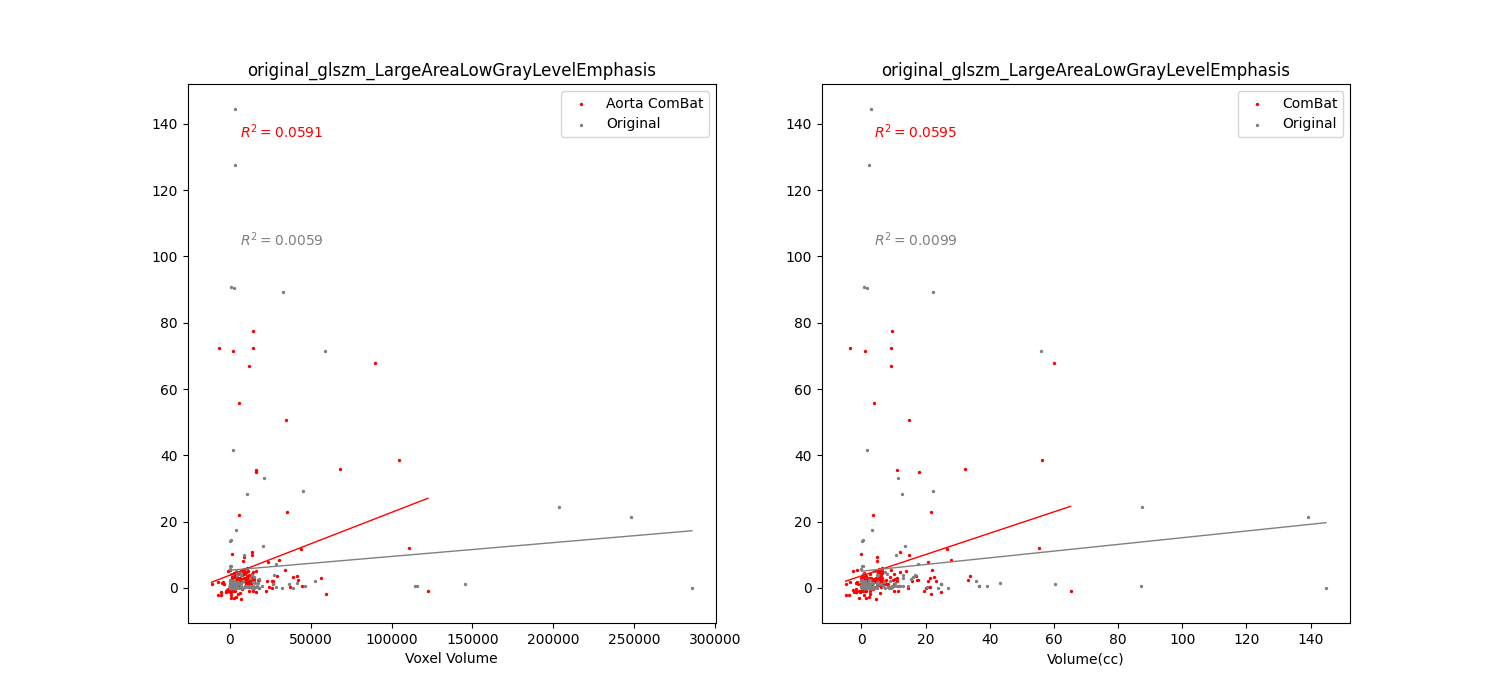 original_glszm_LargeAreaLowGrayLevelEmphasis
Aorta ComBat
Original
R² = 0.0591
R² = 0.0059
140
120
100
80
60
40
20
0
0 50000 100000 150000 200000 250000 300000
Voxel Volume
original_glszm_LargeAreaLowGrayLevelEmphasis
ComBat
Original
R² = 0.0595
R² = 0.0099
140
120
100
80
60
40
20
0
0 20 40 60 80 100 120 140
Volume(cc)